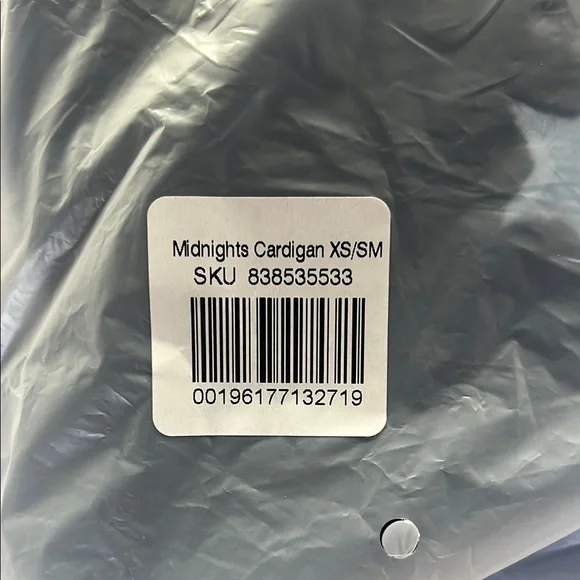 Midnights Cardigan XS/SM
SKU 838535533
00196177132719